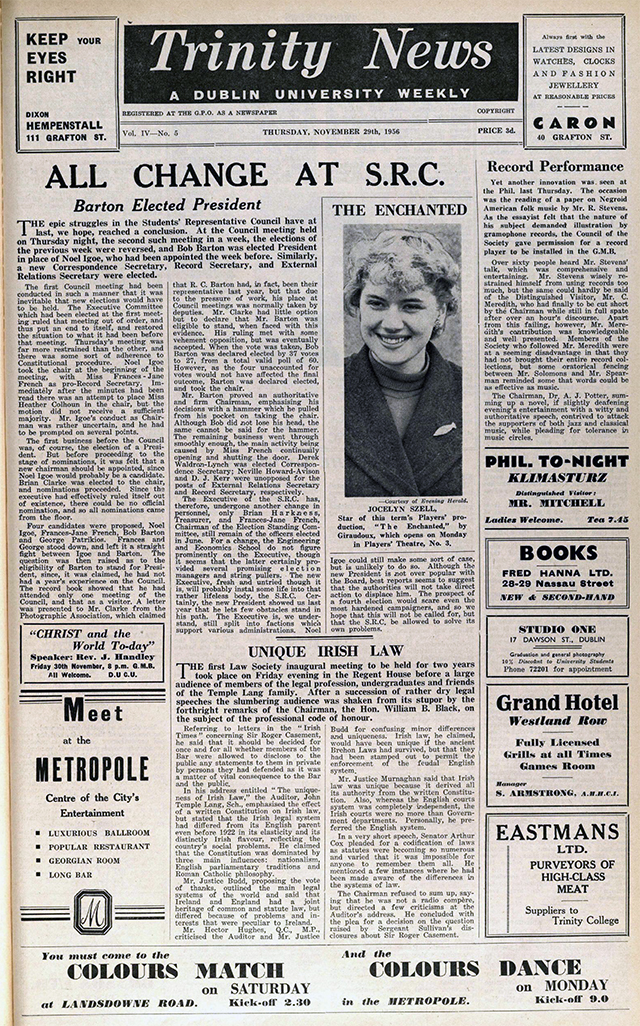 KEEP YOUR
EYES
RIGHT
DIXON
HEMPENSTALL
111 GRAFTON ST.
Trinity News
A DUBLIN UNIVERSITY WEEKLY
REGISTERED AT THE G.P.O. AS A NEWSPAPER
COPYRIGHT
Vol. IV—No. 5
THURSDAY, NOVEMBER 29th, 1956
PRICE 3d.
Always first with the
LATEST DESIGNS IN
WATCHES, CLOCKS
AND FASHION
JEWELLERY
AT REASONABLE PRICES
CARON
40 GRAFTON ST.
ALL CHANGE AT S.R.C.
Barton Elected President
THE epic struggles in the Students' Representative Council have at
last, we hope, reached a conclusion. At the Council meeting held
on Thursday night, the second such meeting in a week, the elections of
the previous week were reversed, and Bob Barton was elected President
in place of Noel Igoe, who had been appointed the week before. Similarly,
a new Correspondence Secretary, Record Secretary, and External
Relations Secretary were elected.
The first Council meeting had been
conducted in such a manner that it was
inevitable that new elections would have
to be held. The Executive Committee
which had been elected at the first meet-
ing ruled this meeting out of order, and
thus put an end to itself, and restored
the situation to what it had been before
that meeting. Thursday's meeting was
far more restrained than the other, and
there was some sort of adherence to
Constitutional procedure. Noel Igoe
took the chair at the beginning of the
meeting, with Miss Frances-Jane
French as pro-Record Secretary. Im-
mediately after the minutes had been
read there was an attempt to place Miss
Heather Colhoun in the chair, but the
motion did not receive a sufficient
majority. Mr. Igoe's conduct as Chair-
man was rather uncertain, and he had
to be prompted on several points.
The first business before the Council
was, of course, the election of a Presi-
dent. But before proceeding to the
stage of nominations, it was felt that a
new chairman should be appointed, since
Noel Igoe would probably be a candidate.
Brian Clarke was elected to the chair,
and nominations proceeded. Since the
executive had effectively ruled itself out
of existence, there could be no official
nomination, and so all nominations came
from the floor.
Four candidates were proposed, Noel
Igoe, Frances-Jane French, Bob Barton
and George Patrikios. Frances and
George stood down, and left it a straight
fight between Igoe and Barton. The
question was then raised as to the
eligibility of Barton to stand for Presi-
dent, since, it was claimed, he had not
had a year's experience on the Council.
The record book showed that he had
attended only one meeting of the
Council, and that as a visitor. A letter
was presented to Mr. Clarke from the
Photographic Association, which claimed
that R. C. Barton had, in fact, been their
representative last year, but that due
to the pressure of work, his place at
Council meetings was normally taken by
deputies. Mr. Clarke had little option
but to declare that Mr. Barton was
eligible to stand, when faced with this
evidence. His ruling met with some
vehement opposition, but was eventually
accepted. When the vote was taken, Bob
Barton was declared elected by 37 votes
to 27, from a total valid poll of 60.
However, as the four unaccounted for
votes would not have affected the final
outcome, Barton was declared elected,
and took the chair.
Mr. Barton proved an authoritative
and firm Chairman, emphasising his
decisions with a hammer which he pulled
from his pocket on taking the chair.
Although Bob did not lose his head, the
same cannot be said for the hammer.
The remaining business went through
smoothly enough, the main activity being
caused by Miss French continually
opening and shutting the door. Derek
Waldron-Lynch was elected Correspon-
dence Secretary; Neville Howard-Avison
and D. J. Kerr were unopposed for the
posts of External Relations Secretary
and Record Secretary, respectively.
The Executive of the S.R.C. has,
therefore, undergone another change in
personnel, only Brian Harkness,
Treasurer, and Frances-Jane French,
Chairman of the Election Standing Com-
mittee, still remain of the officers elected
in June. For a change, the Engineering
and Economics School do not figure
prominently on the Executive, though
it seems that the latter certainly pro-
vided several promising election
managers and string pullers. The new
Executive, fresh and untried though it
is, will probably instal some life into that
rather lifeless body, the S.R.C. Cer-
tainly, the new President showed us last
year that he lets few obstacles stand in
his path. The Executive is, we under-
stand, still split into factions which
support various administrations. Noel
THE ENCHANTED
—Courtesy of Evening Herald.
JOCELYN SZELL,
Star of this term's Players' pro-
duction, "The Enchanted," by
Giraudoux, which opens on Monday
in Players' Theatre, No. 3.
Igoe could still make some sort of case,
but is unlikely to do so. Although the
new President is not over popular with
the Board, best reports seems to suggest
that the authorities will not take direct
action to displace him. The prospect of
a fourth election would scare even the
most hardened campaigners, and so we
hope that this will not be called for, but
that the S.R.C. be allowed to solve its
own problems.
Record Performance
Yet another innovation was seen at
the Phil. last Thursday. The occasion
was the reading of a paper on Negroid
American folk music by Mr. R. Stevens.
As the essayist felt that the nature of
his subject demanded illustration by
gramophone records, the Council of the
Society gave permission for a record
player to be installed in the G.M.B.
Over sixty people heard Mr. Stevens'
talk, which was comprehensive and
entertaining. Mr. Stevens wisely re-
strained himself from using records too
much, but the same could hardly be said
of the Distinguished Visitor, Mr. C.
Meredith, who had finally to be cut short
by the Chairman while still in full spate
after over an hour's discourse. Apart
from this failing, however, Mr. Mere-
dith's contribution was knowledgeable
and well presented. Members of the
Society who followed Mr. Meredith were
at a seeming disadvantage in that they
had not brought their entire record col-
lections, but some oratorial fencing
between Mr. Solomons and Mr. Spear-
man reminded some that words could be
as effective as music.
The Chairman, Dr. A. J. Potter, sum-
ming up a novel, if slightly deafening
evening's entertainment with a witty and
authoritative speech, contrived to attack
the supporters of both jazz and classical
music, while pleading for tolerance in
music circles.
PHIL. TO-NIGHT
KLIMASTURZ
Distinguished Visitor:
MR. MITCHELL
Ladies Welcome. Tea 7.45
BOOKS
FRED HANNA LTD.
28-29 Nassau Street
NEW & SECOND-HAND
STUDIO ONE
17 DAWSON ST., DUBLIN
Graduation and general photography
10% Discount to University Students
Phone 72201 for appointment
Grand Hotel
Westland Row
Fully Licensed
Grills at all Times
Games Room
Manager
S. ARMSTRONG, A.H.H.C.I.
EASTMANS
LTD.
PURVEYORS OF
HIGH-CLASS
MEAT
Suppliers to
Trinity College
"CHRIST and the
World To-day"
Speaker: Rev. J. Handley
Friday 30th November, 8 p.m. G.M.B.
All Welcome. D.U.C.U.
Meet
at the
METROPOLE
Centre of the City's
Entertainment
LUXURIOUS BALLROOM
POPULAR RESTAURANT
GEORGIAN ROOM
LONG BAR
M
UNIQUE IRISH LAW
THE first Law Society inaugural meeting to be held for two years
took place on Friday evening in the Regent House before a large
audience of members of the legal profession, undergraduates and friends
of the Temple Lang family. After a succession of rather dry legal
speeches the slumbering audience was shaken from its stupor by the
forthright remarks of the Chairman, the Hon. William B. Black, on
the subject of the professional code of honour.
Referring to letters in the "Irish
Times" concerning Sir Roger Casement,
he said that it should be decided for
once and for all whether members of the
Bar were allowed to disclose to the
public any statements to them in private
by persons they had defended as it was
a matter of vital consequence to the Bar
and the public.
In his address entitled "The unique-
ness of Irish Law," the Auditor, John
Temple Lang, Sch., emphasised the effect
of a written Constitution on Irish law,
but stated that the Irish legal system
had differed from its English parent
even before 1922 in its elasticity and its
distinctly Irish flavour, reflecting the
country's social problems. He claimed
that the Constitution was dominated by
three main influences: nationalism,
English parliamentary traditions and
Roman Catholic philosophy.
Mr. Justice Budd, proposing the vote
of thanks, outlined the main legal
systems of the world and said that
Ireland and England had a joint
heritage of common and statute law, but
differed because of problems and in-
terests that were peculiar to Ireland.
Mr. Hector Hughes, Q.C., M.P.,
criticised the Auditor and Mr. Justice
Budd for confusing minor differences
and uniqueness. Irish law, he claimed,
would have been unique if the ancient
Brehon Laws had survived, but that they
had been stamped out to permit the
enforcement of the feudal English
system.
Mr. Justice Murnaghan said that Irish
law was unique because it derived all
its authority from the written Constitu-
tion. Also, whereas the English courts
system was completely independent, the
Irish courts were no more than Govern-
ment departments. Personally, he pre-
ferred the English system.
In a very short speech, Senator Arthur
Cox pleaded for a codification of laws
as statutes were becoming so numerous
and varied that it was impossible for
anyone to remember them all. He
mentioned a few instances where he had
been made aware of the differences in
the systems of law.
The Chairman refused to sum up, say-
ing that he was not a radio compère,
but directed a few criticisms at the
Auditor's address. He concluded with
the plea for a decision on the question
raised by Sergeant Sullivan's dis-
closures about Sir Roger Casement.
You must come to the
COLOURS MATCH
on SATURDAY
at LANDSDOWNE ROAD. Kick-off 2.30
And the
COLOURS DANCE
on MONDAY
in the METROPOLE. Kick-off 9.0